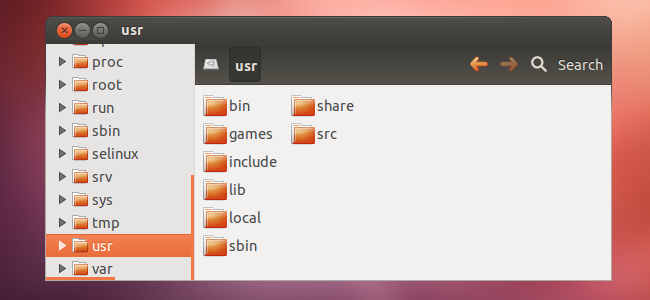 usr
proc
root
run
sbin
selinux
srv
sys
tmp
usr
var
usr
Search
bin
games
include
lib
local
sbin
share
src